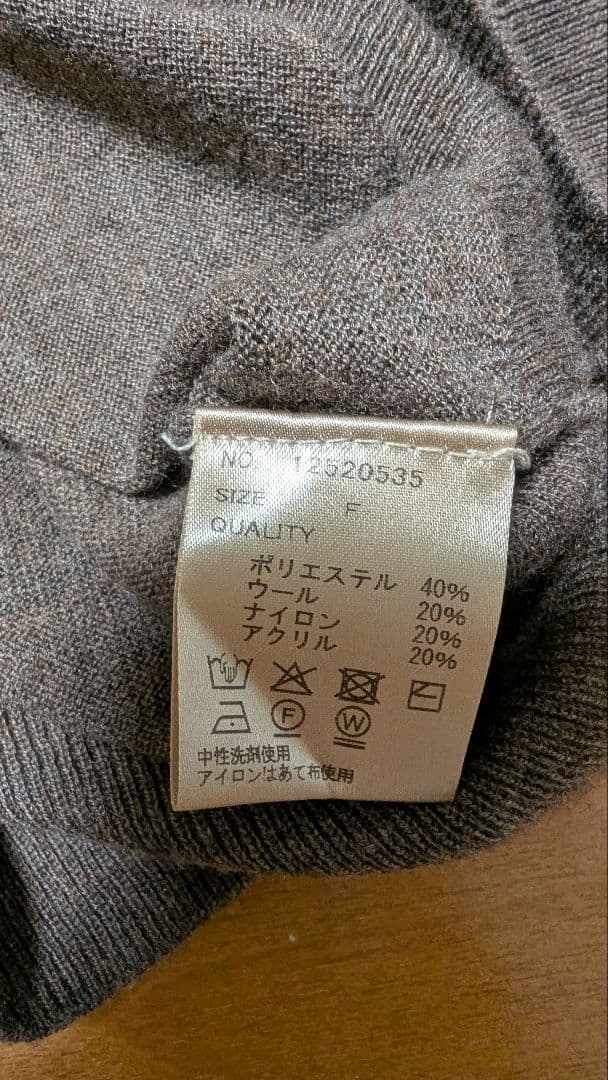 NO. 12520535
SIZE F
QUALITY
ポリエステル 40%
ウール 20%
ナイロン 20%
アクリル 20%
F W
中性洗剤使用
アイロンはあて布使用